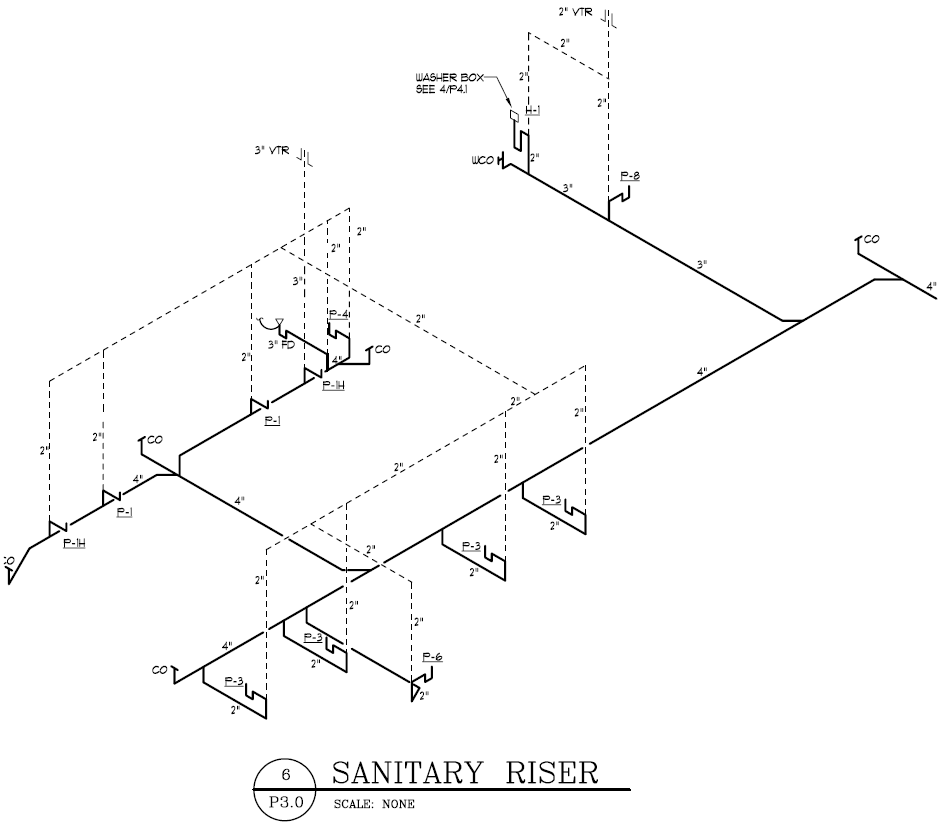 2" VTR
2"
WASHER BOX
SEE 4/P4.1
2"
2"
H-1
3" VTR
WCO
2"
P-8
3"
2"
2"
CO
3"
3"
4"
P-4
2"
3" FD
4"
CO
2"
P-1H
4"
2"
P-1
2"
2"
2"
CO
2"
2"
4"
2"
4"
P-1
P-3
P-1H
2"
P-3
2"
CO
2"
2"
2"
2"
P-3
4"
2"
P-6
CO
P-3
2"
2"
6
P3.0
SANITARY RISER
SCALE: NONE